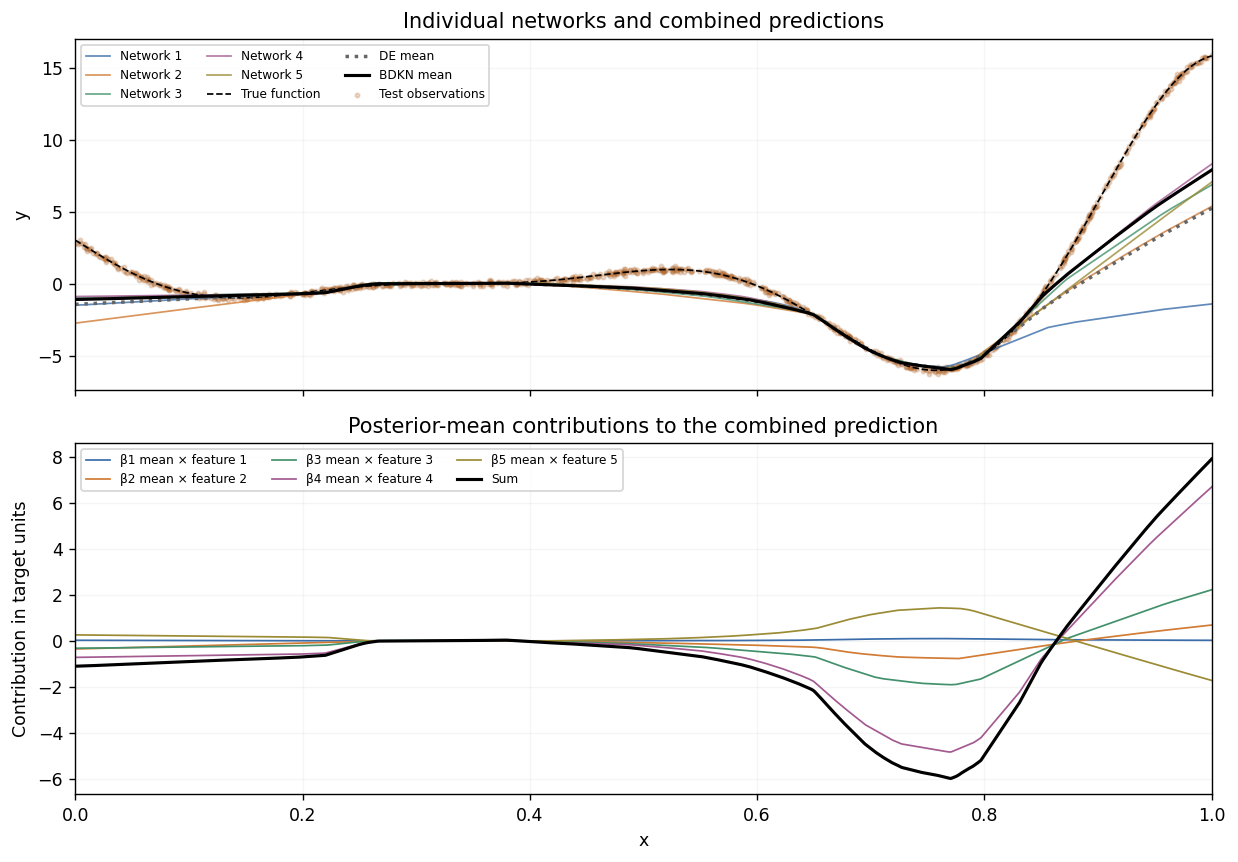 Individual networks and combined predictions
Network 1
Network 2
Network 3
Network 4
Network 5
True function
DE mean
BDKN mean
Test observations
15
10
5
0
−5
y
Posterior-mean contributions to the combined prediction
β1 mean × feature 1
β2 mean × feature 2
β3 mean × feature 3
β4 mean × feature 4
β5 mean × feature 5
Sum
8
6
4
2
0
−2
−4
−6
Contribution in target units
0.0
0.2
0.4
0.6
0.8
1.0
x